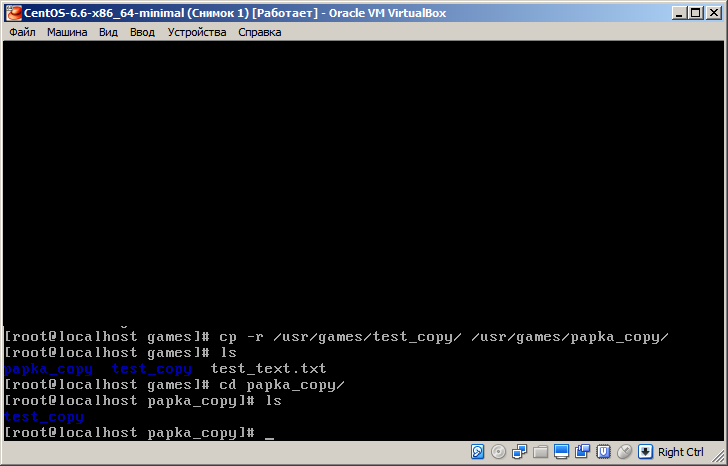 CentOS-6.6-x86_64-minimal (Снимок 1) [Работает] - Oracle VM VirtualBox
Файл Машина Вид Ввод Устройства Справка
[root@localhost games]# cp -r /usr/games/test_copy/ /usr/games/papka_copy/
[root@localhost games]# ls
papka_copy test_copy test_text.txt
[root@localhost games]# cd papka_copy/
[root@localhost papka_copy]# ls
test_copy
[root@localhost papka_copy]# _
Right Ctrl